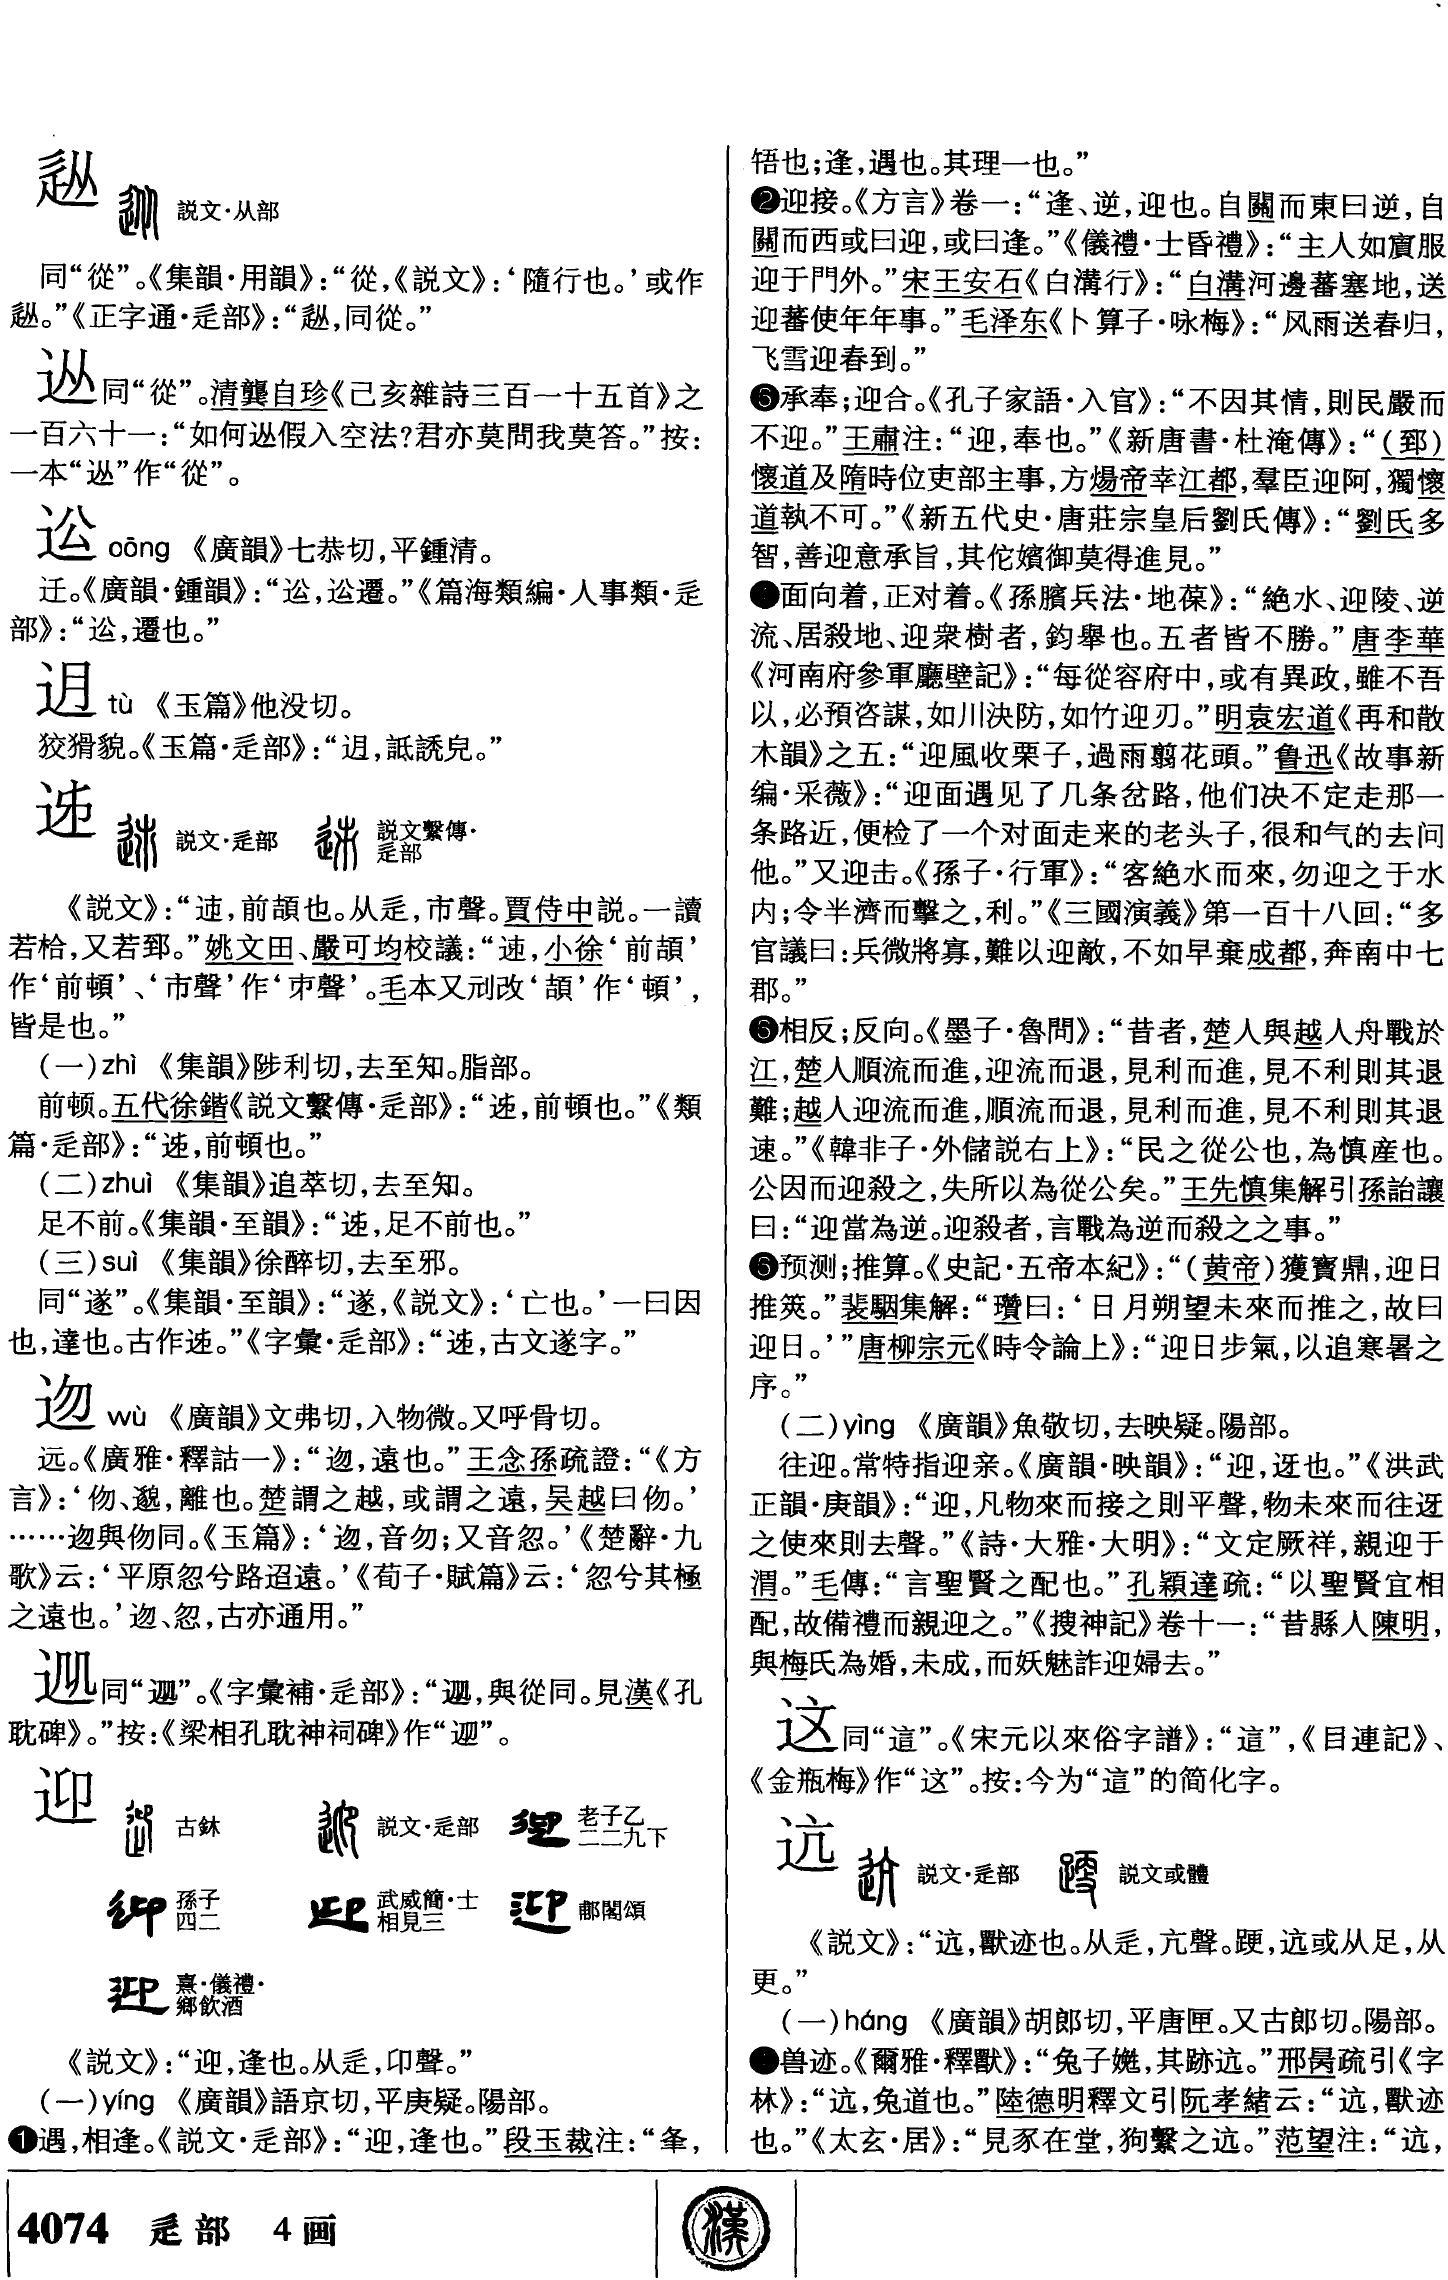 𨑢 説文·从部
同“從”。《集韻·用韻》：“從，《説文》：‘隨行也。’或作
𨑢。”《正字通·辵部》：“𨑢，同從。”
䢐同“從”。清龔自珍《己亥雜詩三百一十五首》之
一百六十一：“如何䢐假入空法？君亦莫問我莫答。”按：
一本“䢐”作“從”。
彸 cōng 《廣韻》七恭切，平鍾清。
迁。《廣韻·鍾韻》：“，遷。”《篇海類編·人事類·辵
部》：“，遷也。”
迌 tù 《玉篇》他没切。
狡猾貌。《玉篇·辵部》：“，詆誘皃。”
迊 説文·辵部 説文繫傳·
辵部
《説文》：“，前頡也。从辵，巿聲。賈侍中説。一讀
若枱，又若郅。”姚文田、嚴可均校議：“，小徐‘前頡’
作‘前頓’、‘巿聲’作‘巿聲’。毛本又刓改‘頡’作‘頓’，
皆是也。”
（一）zhì 《集韻》陟利切，去至知。脂部。
前顿。五代徐鍇《説文繫傳·辵部》：“，前頓也。”《類
篇·辵部》：“，前頓也。”
（二）zhuì 《集韻》追萃切，去至知。
足不前。《集韻·至韻》：“，足不前也。”
（三）suì 《集韻》徐醉切，去至邪。
同“遂”。《集韻·至韻》：“遂，《説文》：‘亡也。’一曰因
也，達也。古作。”《字彙·辵部》：“，古文遂字。”
迾 wù 《廣韻》文弗切，入物微。又呼骨切。
远。《廣雅·釋詁一》：“，遠也。”王念孫疏證：“《方
言》：‘伆、邈，離也。楚謂之越，或謂之遠，吴越曰伆。’
……與伆同。《玉篇》：‘，音勿；又音忽。’《楚辭·九
歌》云：‘平原忽兮路迢遠。’《荀子·賦篇》云：‘忽兮其極
之遠也。’、忽，古亦通用。”
同“”。《字彙補·辵部》：“，與從同。見漢《孔
耽碑》。”按：《梁相孔耽神祠碑》作“”。
迎 古鉢 説文·辵部 老子乙
二二九下
孫子
四二 武威簡·士
相見三 郙閣頌
熹·儀禮·
鄉飲酒
《説文》：“迎，逢也。从辵，卬聲。”
（一）yíng 《廣韻》語京切，平庚疑。陽部。
❶遇，相逢。《説文·辵部》：“迎，逢也。”段玉裁注：“夆，
啎也；逢，遇也。其理一也。”
❷迎接。《方言》卷一：“逢、逆，迎也。自關而東曰逆，自
關而西或曰迎，或曰逢。”《儀禮·士昏禮》：“主人如賓服
迎于門外。”宋王安石《白溝行》：“白溝河邊蕃塞地，送
迎蕃使年年事。”毛泽东《卜算子·咏梅》：“风雨送春归，
飞雪迎春到。”
❸承奉；迎合。《孔子家語·入官》：“不因其情，則民嚴而
不迎。”王肅注：“迎，奉也。”《新唐書·杜淹傳》：“（郅）
懷道及隋時位吏部主事，方煬帝幸江都，羣臣迎阿，獨懷
道執不可。”《新五代史·唐莊宗皇后劉氏傳》：“劉氏多
智，善迎意承旨，其佗嬪御莫得進見。”
❹面向着，正对着。《孫臏兵法·地葆》：“絶水、迎陵、逆
流、居殺地、迎衆樹者，鈞舉也。五者皆不勝。”唐李華
《河南府參軍廳壁記》：“每從容府中，或有異政，雖不吾
以，必預咨謀，如川決防，如竹迎刃。”明袁宏道《再和散
木韻》之五：“迎風收栗子，過雨翦花頭。”鲁迅《故事新
编·采薇》：“迎面遇见了几条岔路，他们决不定走那一
条路近，便检了一个对面走来的老头子，很和气的去问
他。”又迎击。《孫子·行軍》：“客絶水而來，勿迎之于水
内；令半濟而擊之，利。”《三國演義》第一百十八回：“多
官議曰：兵微將寡，難以迎敵，不如早棄成都，奔南中七
郡。”
❺相反；反向。《墨子·魯問》：“昔者，楚人與越人舟戰於
江，楚人順流而進，迎流而退，見利而進，見不利則其退
難；越人迎流而進，順流而退，見利而進，見不利則其退
速。”《韓非子·外儲説右上》：“民之從公也，為慎産也。
公因而迎殺之，失所以為從公矣。”王先慎集解引孫詒讓
曰：“迎當為逆。迎殺者，言戰為逆而殺之之事。”
❻预测；推算。《史記·五帝本紀》：“（黄帝）獲寶鼎，迎日
推筴。”裴駰集解：“瓚曰：‘日月朔望未來而推之，故曰
迎日。’”唐柳宗元《時令論上》：“迎日步氣，以追寒暑之
序。”
（二）yìng 《廣韻》魚敬切，去映疑。陽部。
往迎。常特指迎亲。《廣韻·映韻》：“迎，迓也。”《洪武
正韻·庚韻》：“迎，凡物來而接之則平聲，物未來而往迓
之使來則去聲。”《詩·大雅·大明》：“文定厥祥，親迎于
渭。”毛傳：“言聖賢之配也。”孔穎達疏：“以聖賢宜相
配，故備禮而親迎之。”《搜神記》卷十一：“昔縣人陳明，
與梅氏為婚，未成，而妖魅詐迎婦去。”
这同“這”。《宋元以來俗字譜》：“這”，《目連記》、
《金瓶梅》作“这”。按：今为“這”的简化字。
迒 説文·辵部 説文或體
《説文》：“迒，獸迹也。从辵，亢聲。䟘，迒或从足，从
更。”
（一）háng 《廣韻》胡郎切，平唐匣。又古郎切。陽部。
❶兽迹。《爾雅·釋獸》：“兔子嬎，其跡迒。”邢昺疏引《字
林》：“迒，兔道也。”陸德明釋文引阮孝緒云：“迒，獸迹
也。”《太玄·居》：“見豕在堂，狗繫之迒。”范望注：“迒，
4074 辵部 4画
漢